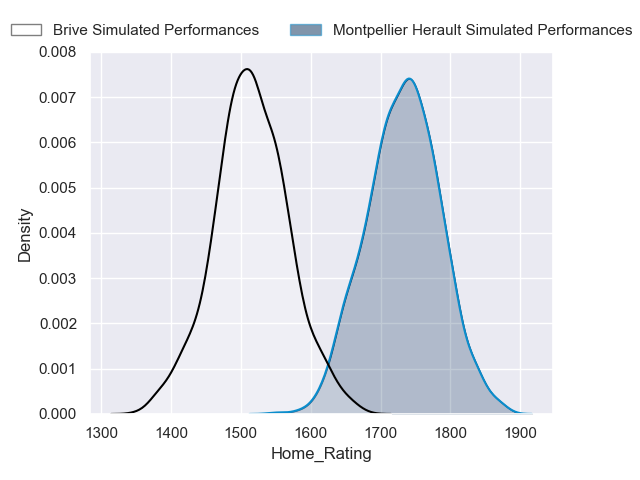 Brive Simulated Performances
Montpellier Herault Simulated Performances
0.008
0.007
0.006
0.005
0.004
0.003
0.002
0.001
0.000
Density
1300 1400 1500 1600 1700 1800 1900
Home_Rating